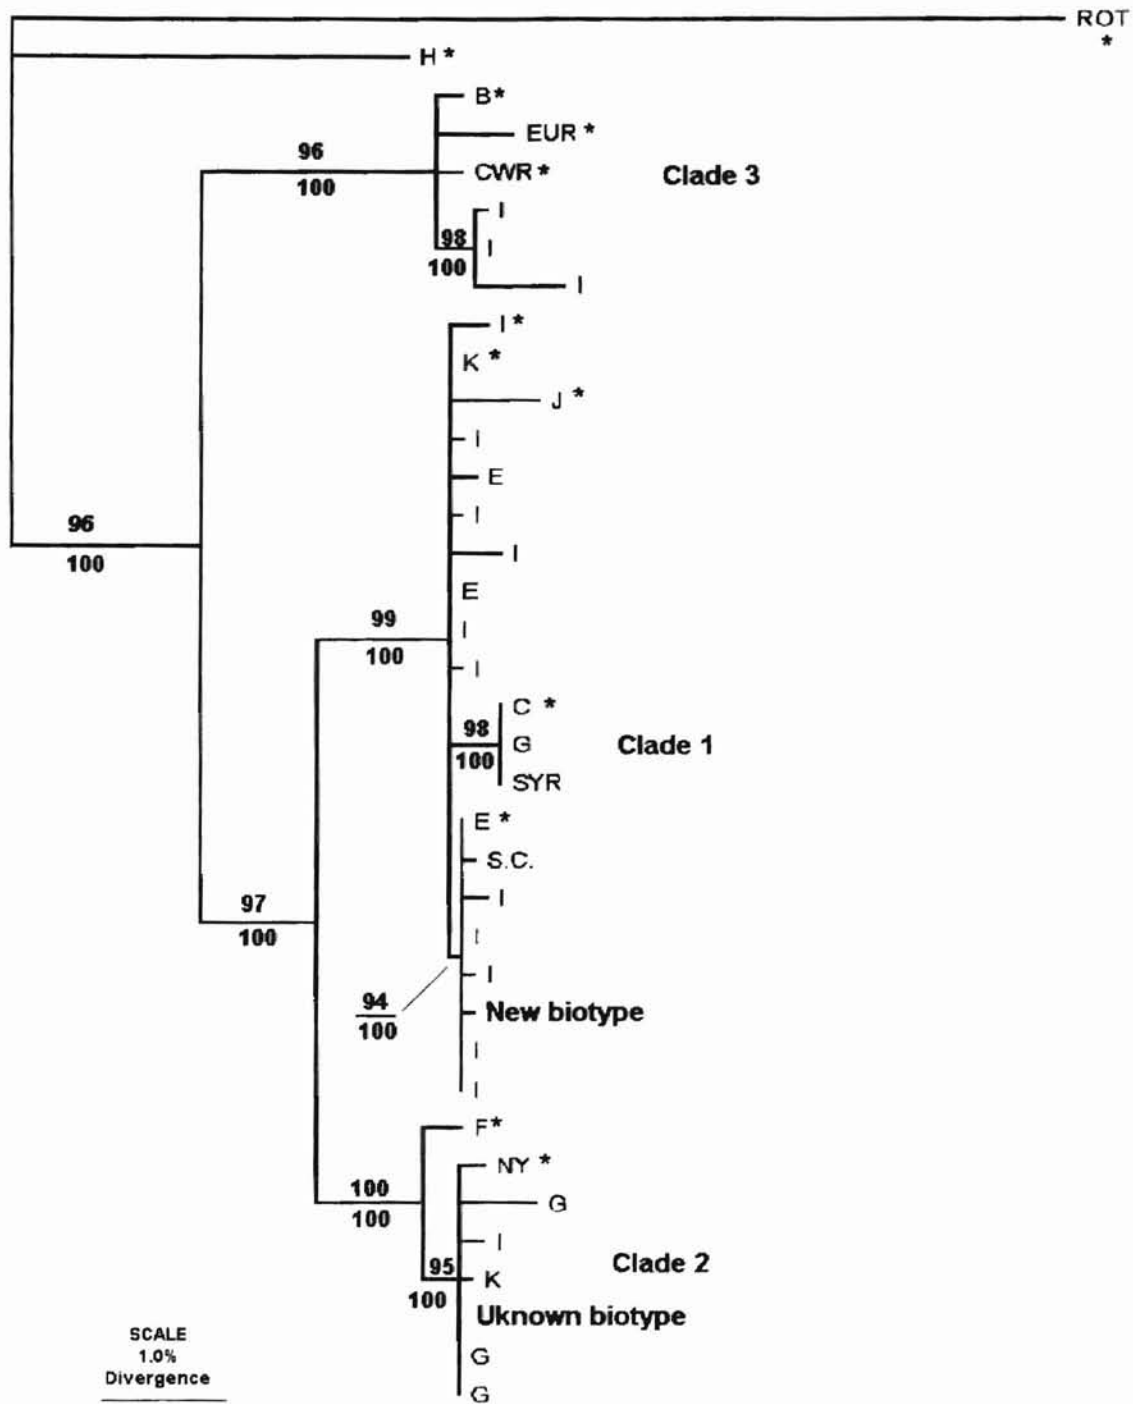 ROT
*
H *
B*
EUR *
96
CWR *
Clade 3
100
I
98
I
100
I
I *
K *
J *
I
E
I
96
I
100
E
99
I
100
I
C *
98
G
Clade 1
100
SYR
E *
S.C.
97
I
100
I
I
94
New biotype
100
I
I
F*
NY *
100
G
100
I
95
Clade 2
K
100
Uknown biotype
SCALE
1.0%
G
Divergence
G